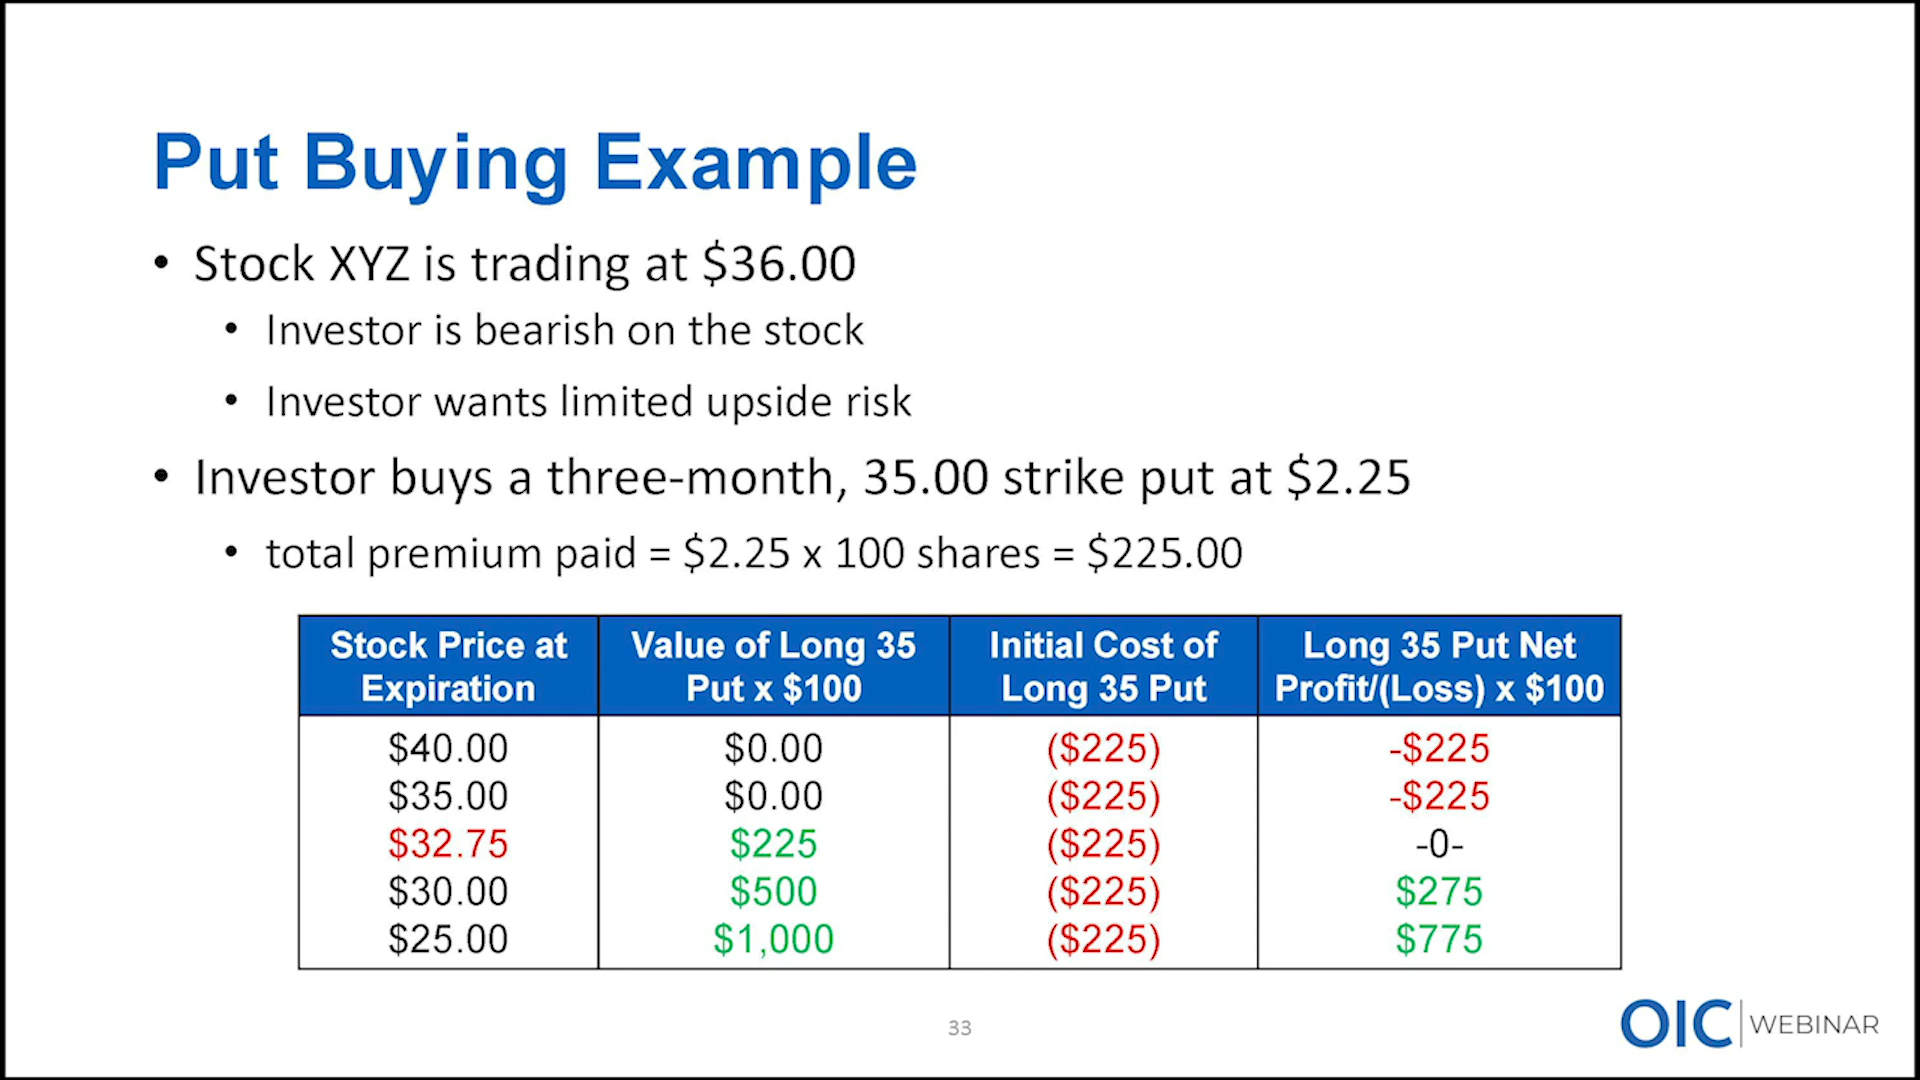 Put Buying Example
• Stock XYZ is trading at $36.00
• Investor is bearish on the stock
• Investor wants limited upside risk
• Investor buys a three-month, 35.00 strike put at $2.25
• total premium paid = $2.25 x 100 shares = $225.00
Stock Price at Expiration | Value of Long 35 Put x $100 | Initial Cost of Long 35 Put | Long 35 Put Net Profit/(Loss) x $100
$40.00 $0.00 ($225) -$225
$35.00 $0.00 ($225) -$225
$32.75 $225 ($225) -0-
$30.00 $500 ($225) $275
$25.00 $1,000 ($225) $775
33
OIC WEBINAR